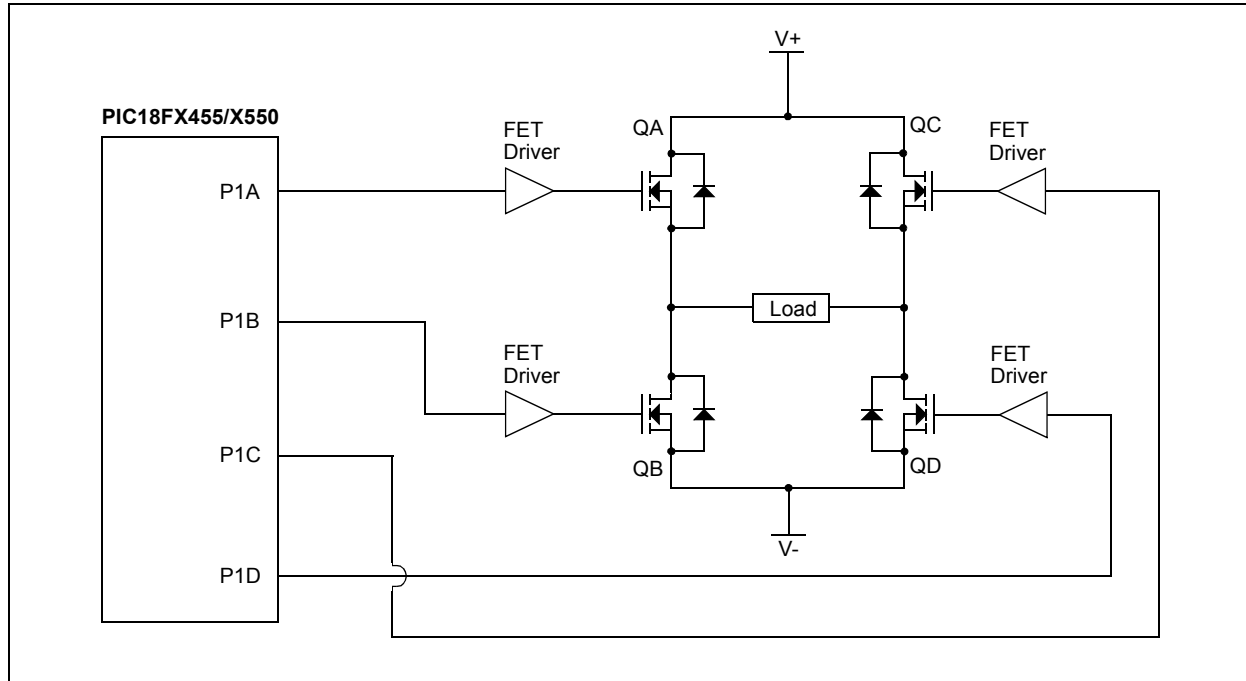 V+
PIC18FX455/X550
QA
QC
FET
Driver
FET
Driver
P1A
P1B
Load
FET
Driver
FET
Driver
P1C
QB
QD
V-
P1D